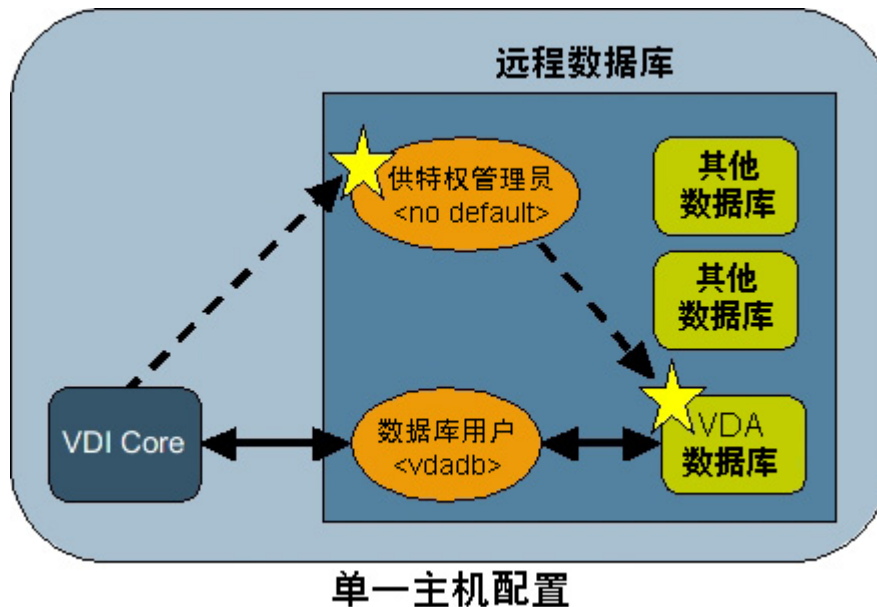 远程数据库
供特权管理员
<no default>
其他
数据库
其他
数据库
VDI Core
数据库用户
<vdadb>
VDA
数据库
单一主机配置